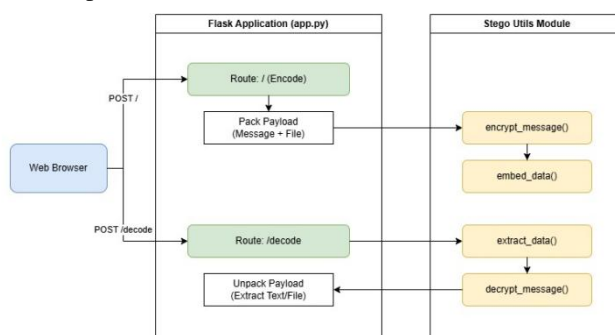 Flask Application (app.py)
Stego Utils Module
Route: / (Encode)
POST /
Pack Payload
(Message + File)
encrypt_message()
Web Browser
embed_data()
POST /decode
Route: /decode
extract_data()
Unpack Payload
(Extract Text/File)
decrypt_message()